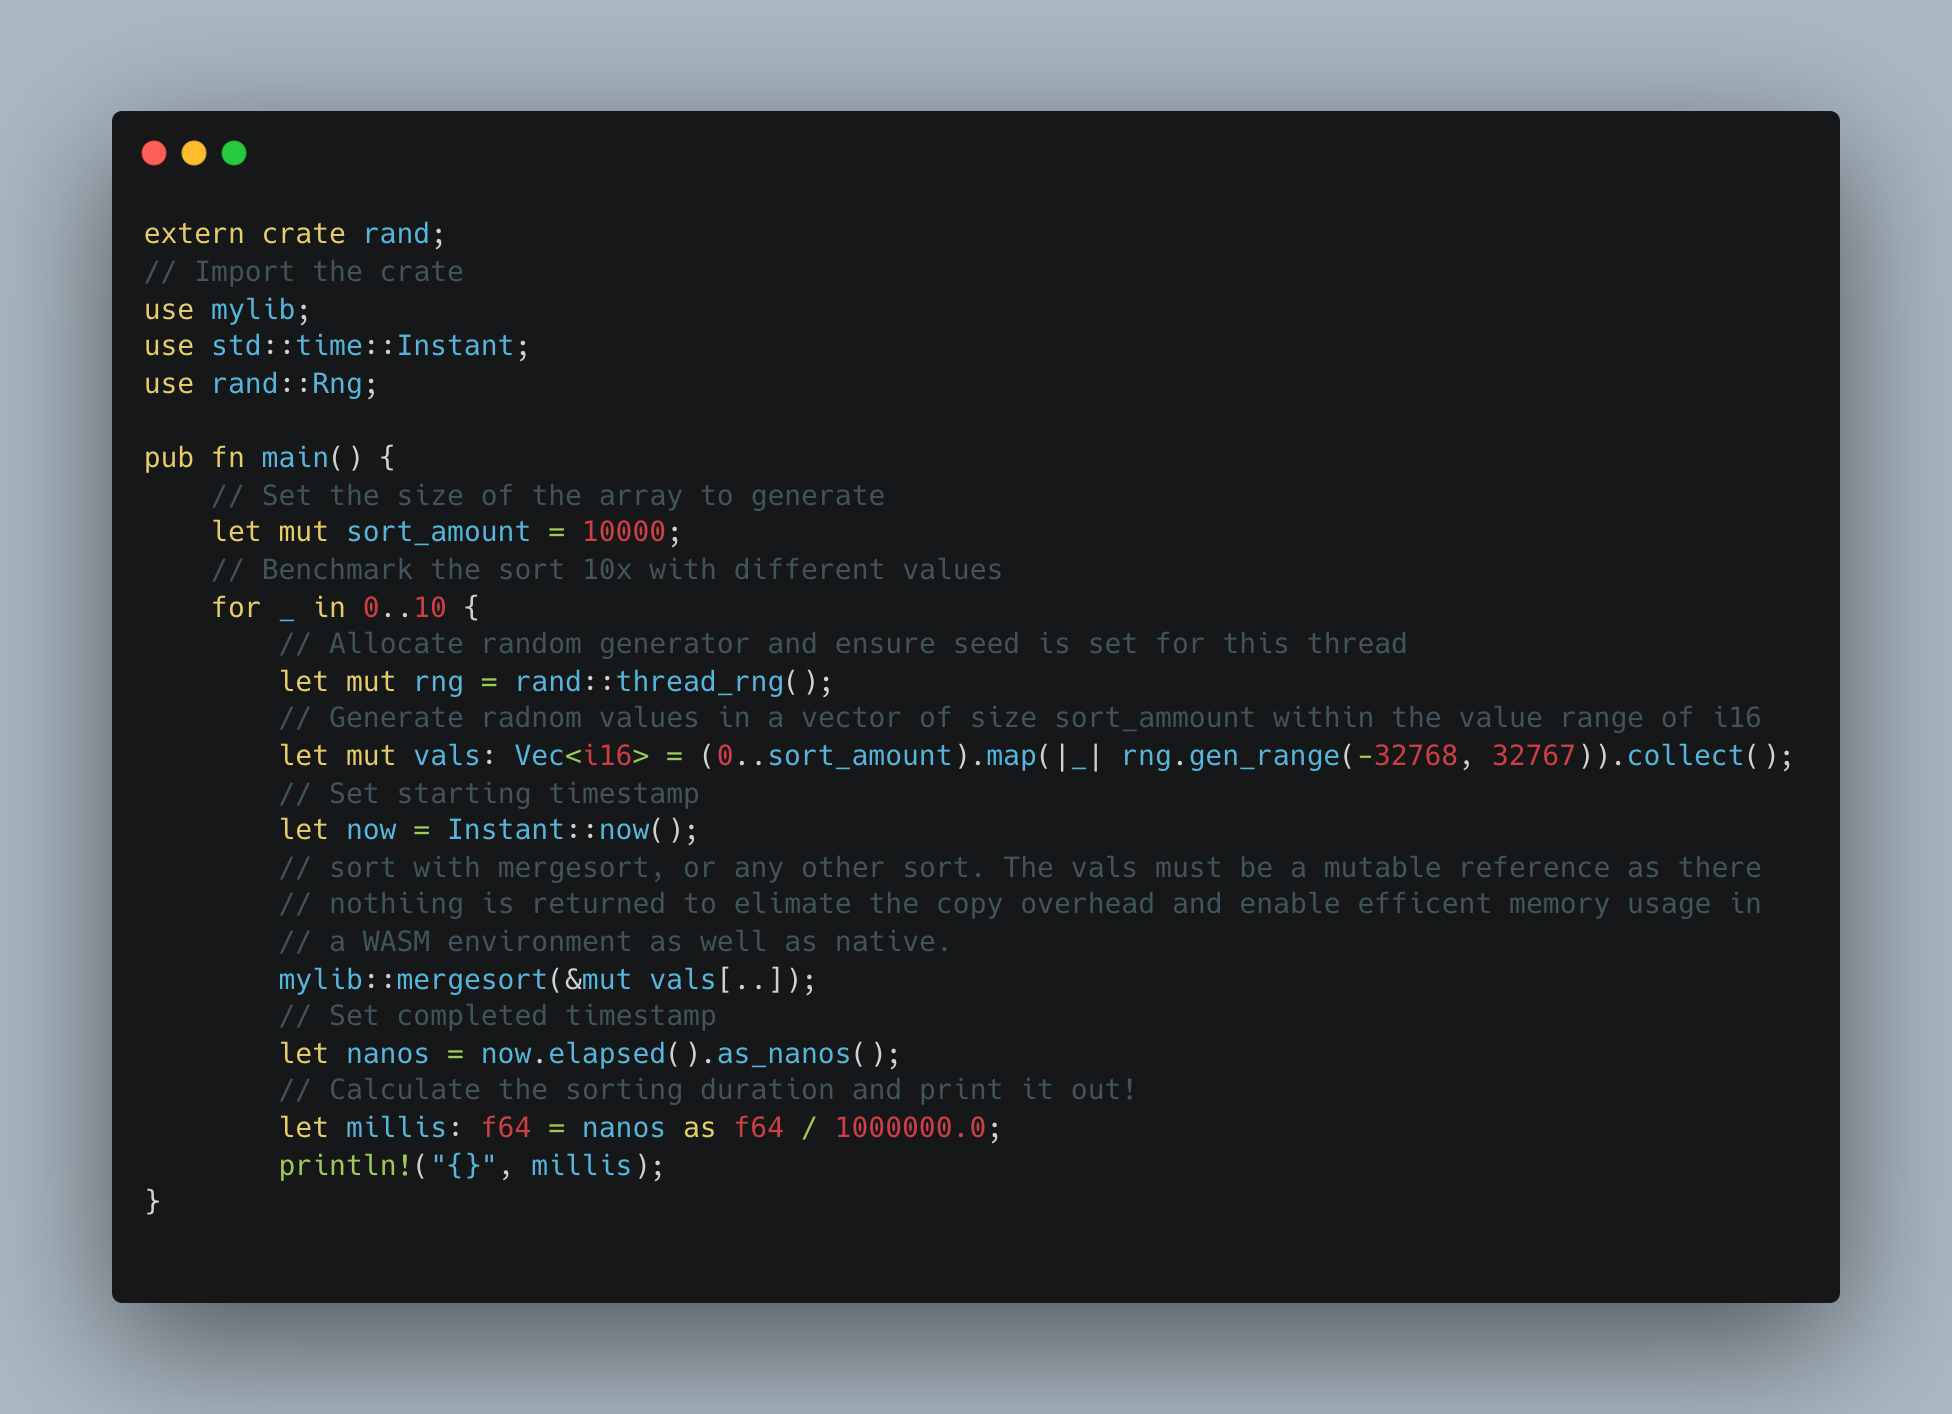 extern crate rand;
// Import the crate
use mylib;
use std::time::Instant;
use rand::Rng;
pub fn main() {
// Set the size of the array to generate
let mut sort_amount = 10000;
// Benchmark the sort 10x with different values
for _ in 0..10 {
// Allocate random generator and ensure seed is set for this thread
let mut rng = rand::thread_rng();
// Generate radnom values in a vector of size sort_ammount within the value range of i16
let mut vals: Vec<i16> = (0..sort_amount).map(|_| rng.gen_range(-32768, 32767)).collect();
// Set starting timestamp
let now = Instant::now();
// sort with mergesort, or any other sort. The vals must be a mutable reference as there
// nothiing is returned to elimate the copy overhead and enable efficent memory usage in
// a WASM environment as well as native.
mylib::mergesort(&mut vals[..]);
// Set completed timestamp
let nanos = now.elapsed().as_nanos();
// Calculate the sorting duration and print it out!
let millis: f64 = nanos as f64 / 1000000.0;
println!("{}", millis);
}